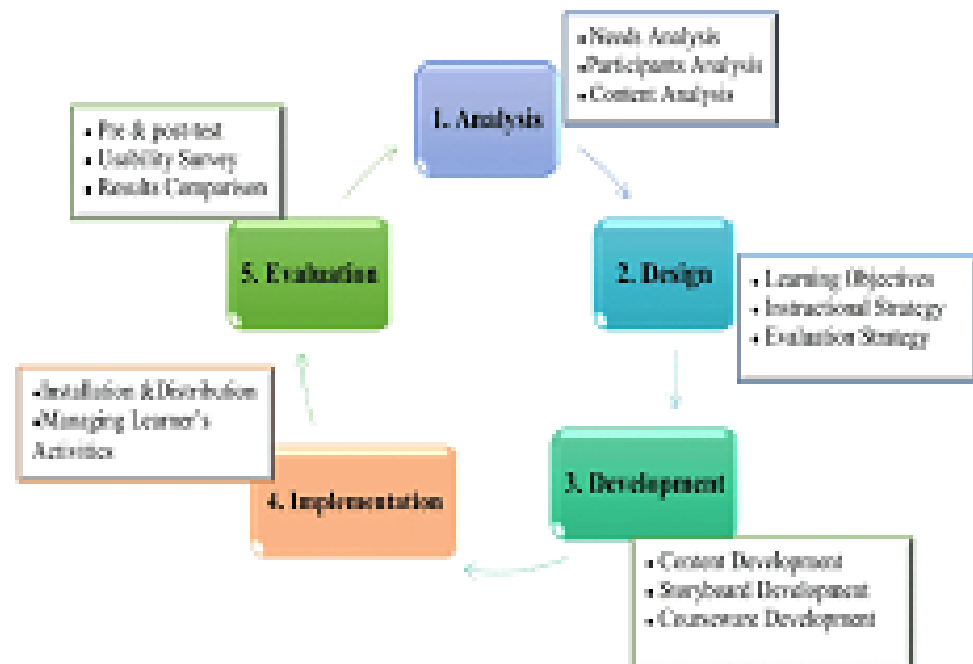 1. Analysis
• Needs Analysis
• Participants Analysis
• Content Analysis
2. Design
• Learning Objectives
• Instructional Strategy
• Evaluation Strategy
3. Development
• Content Development
• Storyboard Development
• Courseware Development
4. Implementation
• Installation & Distribution
• Managing Learner's
Activities
5. Evaluation
• Pre & post-test
• Usability Survey
• Results Comparison